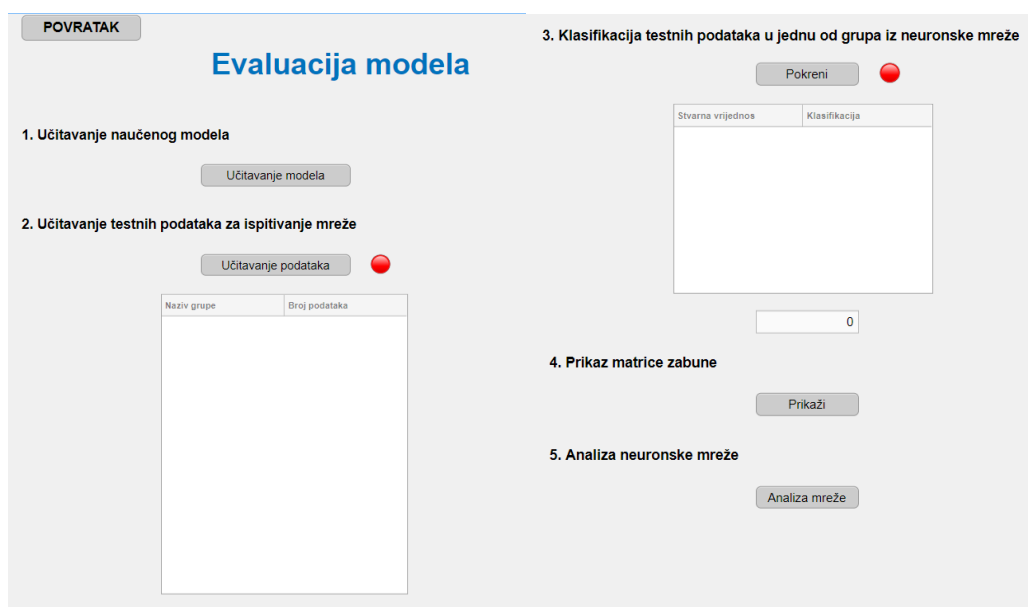 POVRATAK
Evaluacija modela
1. Učitavanje naučenog modela
Učitavanje modela
2. Učitavanje testnih podataka za ispitivanje mreže
Učitavanje podataka
Naziv grupe
Broj podataka
3. Klasifikacija testnih podataka u jednu od grupa iz neuronske mreže
Pokreni
Stvarna vrijednos
Klasifikacija
0
4. Prikaz matrice zabune
Prikaži
5. Analiza neuronske mreže
Analiza mreže